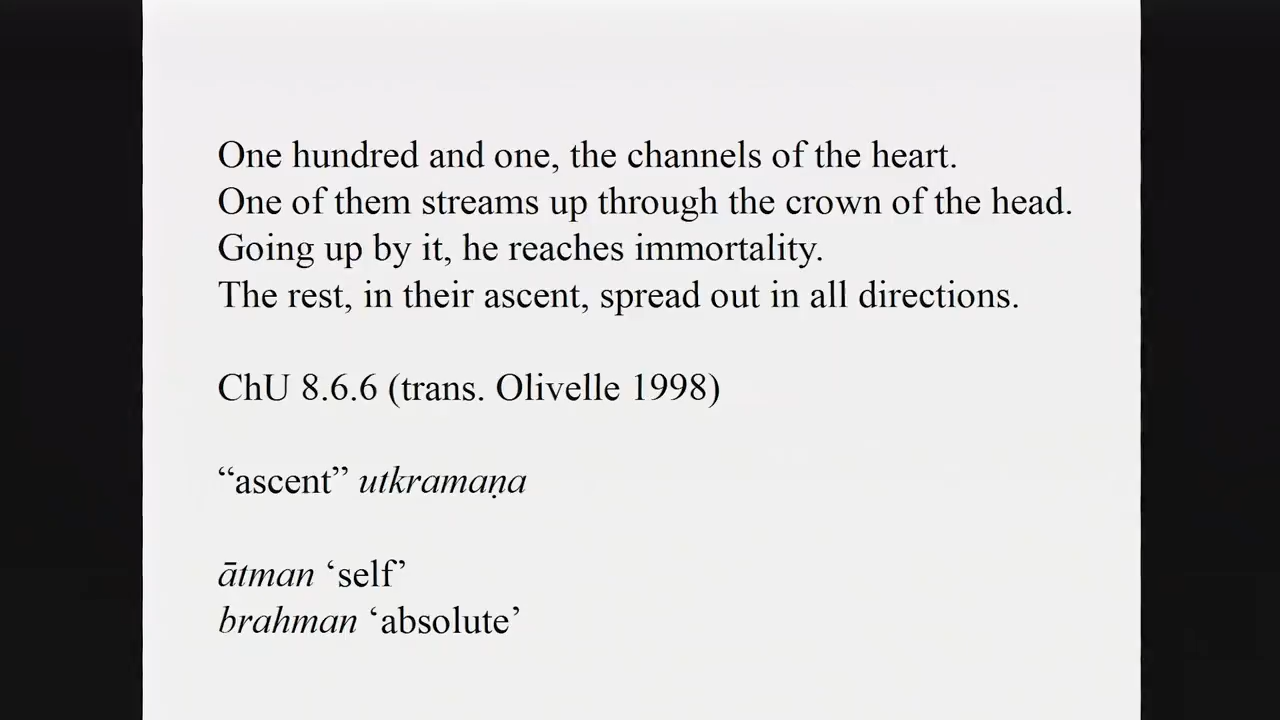 One hundred and one, the channels of the heart.
One of them streams up through the crown of the head.
Going up by it, he reaches immortality.
The rest, in their ascent, spread out in all directions.
ChU 8.6.6 (trans. Olivelle 1998)
“ascent” utkramaṇa
ātman ‘self’
brahman ‘absolute’